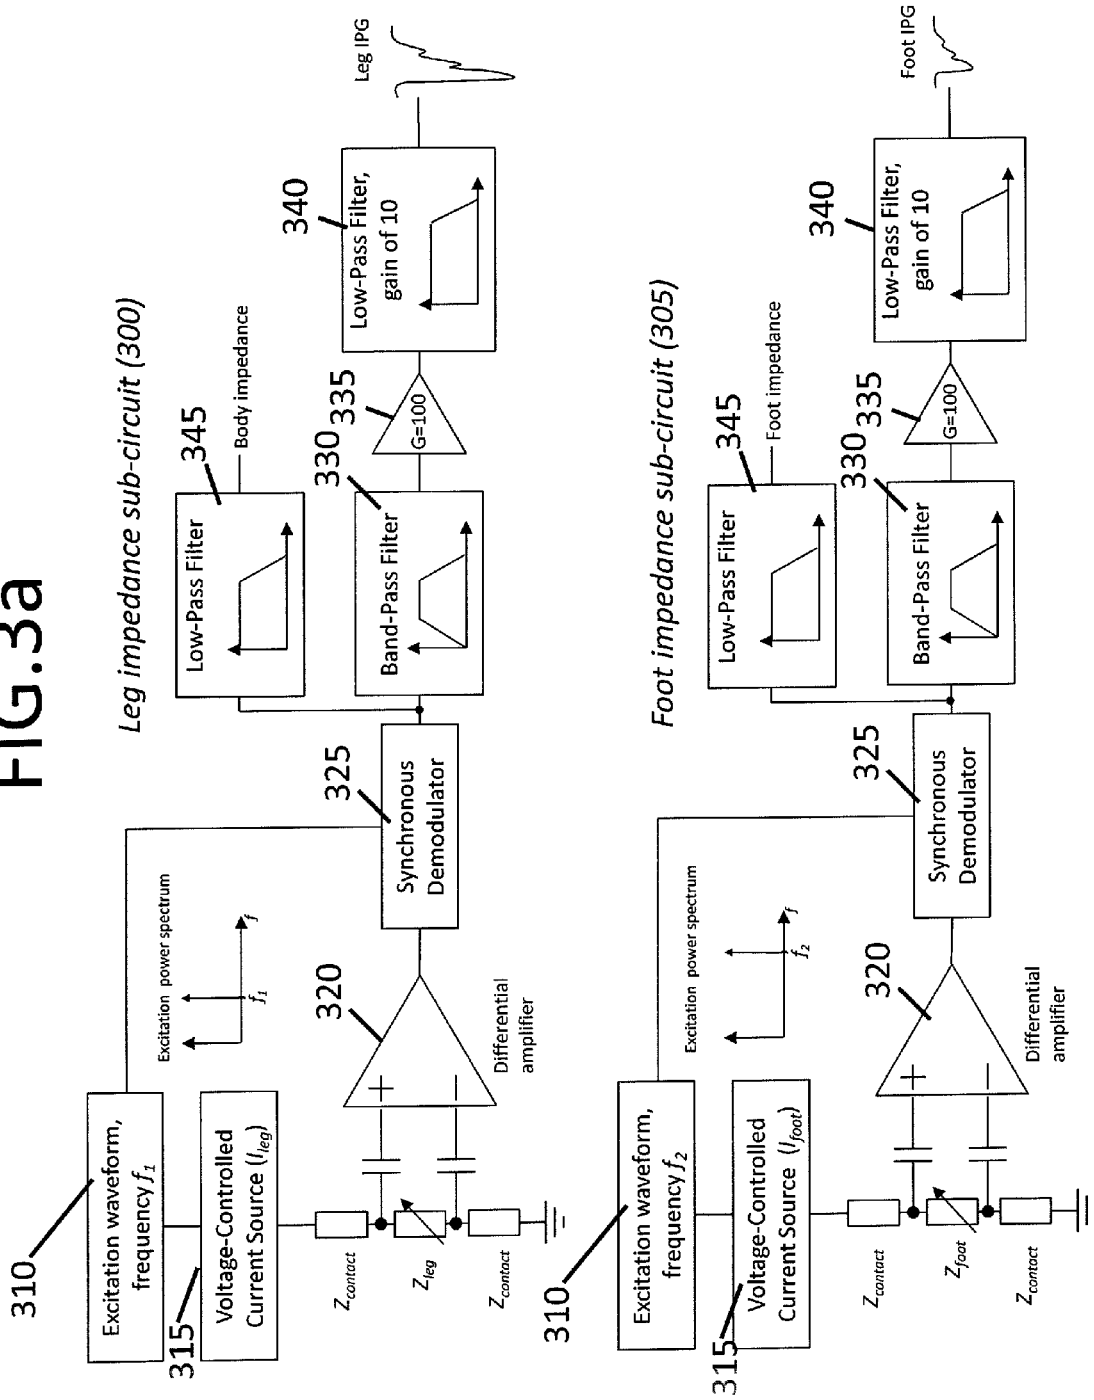 FIG.3a
Leg impedance sub-circuit (300)
310
Excitation waveform,
frequency f1
315
Voltage-Controlled
Current Source (Ileg)
Excitation power spectrum
f1
f
Zcontact
Zleg
Zcontact
320
+
−
Differential
amplifier
325
Synchronous
Demodulator
345
Low-Pass Filter
Body impedance
330
Band-Pass Filter
335
G=100
340
Low-Pass Filter,
gain of 10
Leg IPG
Foot impedance sub-circuit (305)
310
Excitation waveform,
frequency f2
315
Voltage-Controlled
Current Source (Ifoot)
Excitation power spectrum
f2
f
Zcontact
Zfoot
Zcontact
320
+
−
Differential
amplifier
325
Synchronous
Demodulator
345
Low-Pass Filter
Foot impedance
330
Band-Pass Filter
335
G=100
340
Low-Pass Filter,
gain of 10
Foot IPG